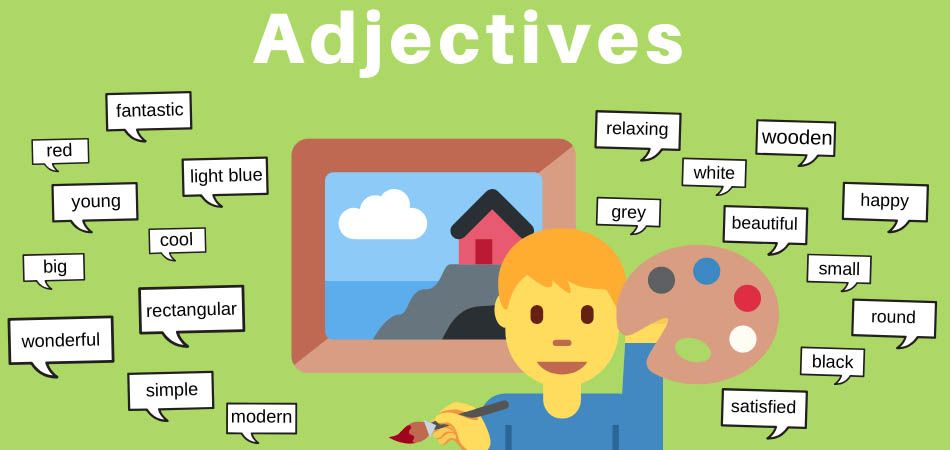 Adjectives
fantastic
red
light blue
young
cool
big
rectangular
wonderful
simple
modern
relaxing
wooden
white
happy
grey
beautiful
small
round
black
satisfied